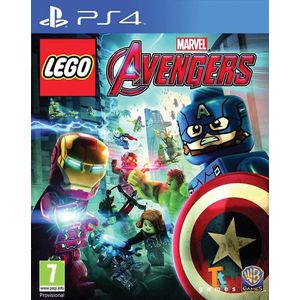 PS4
LEGO
MARVEL
AVENGERS
A
7
www.pegi.info
Provisional
TT
games
WB
GAMES